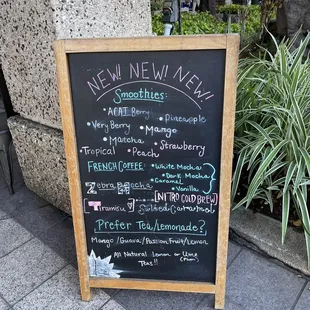 NEW! NEW! NEW!
Smoothies:
• Berry • Pineapple
• Very Berry • Mango
• Matcha • Strawberry
• Tropical • Peach
FRENCH COFFEE: • White Mocha
• Dark Mocha
• Caramel
• Vanilla
Zebra Mocha
[NITRO COLD BREW]
Tiramisu Salted Caramel
Prefer Tea/Lemonade?
Mango/Guava/Passion Fruit/Lemon
All Natural Lemon or Lime
Teas!!